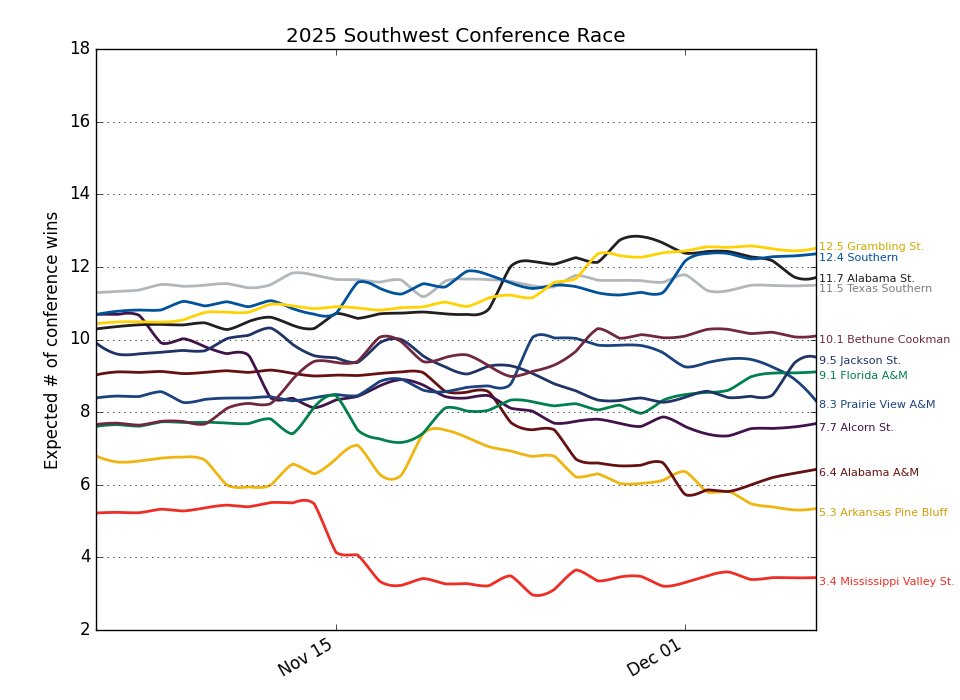 2025 Southwest Conference Race
Expected # of conference wins
18
16
14
12
10
8
6
4
2
Nov 15
Dec 01
12.5 Grambling St.
12.4 Southern
11.7 Alabama St.
11.5 Texas Southern
10.1 Bethune Cookman
9.5 Jackson St.
9.1 Florida A&M
8.3 Prairie View A&M
7.7 Alcorn St.
6.4 Alabama A&M
5.3 Arkansas Pine Bluff
3.4 Mississippi Valley St.